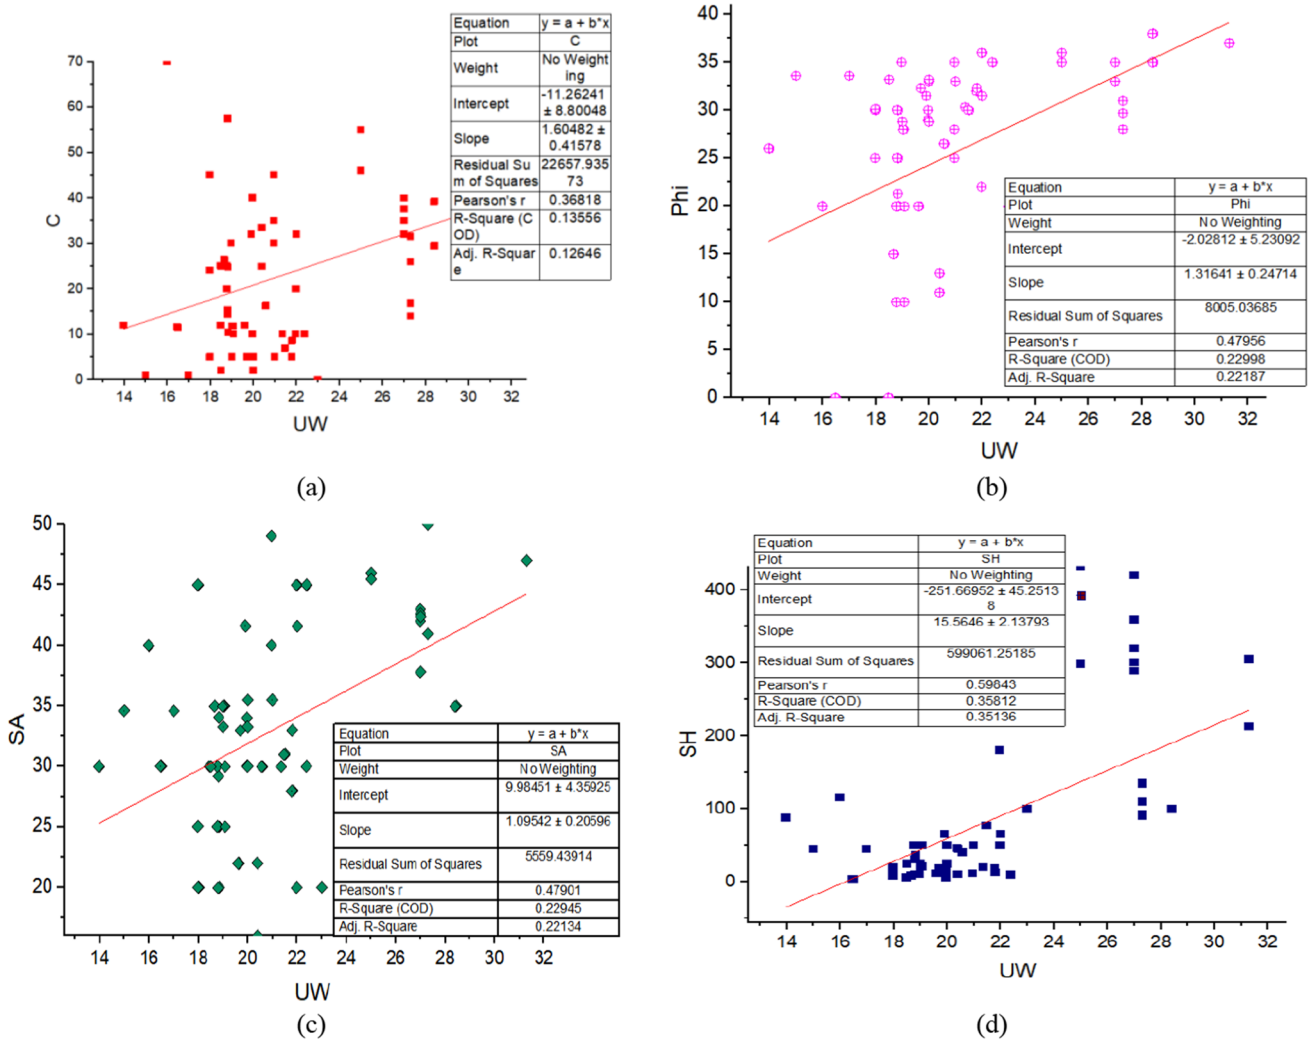 Equation y = a + b*x
Plot C
Weight No Weight
ing
Intercept -11.26241
± 8.80048
Slope 1.60482 ±
0.41578
Residual Su 22657.935
m of Squares 73
Pearson's r 0.36818
R-Square (C 0.13556
OD)
Adj. R-Squar 0.12646
e
70
60
50
40
30
20
10
0
C
14 16 18 20 22 24 26 28 30 32
UW
(a)
40
35
30
25
20
15
10
5
0
Phi
Equation y = a + b*x
Plot Phi
Weight No Weighting
Intercept -2.02812 ± 5.23092
Slope 1.31641 ± 0.24714
Residual Sum of Squares 8005.03685
Pearson's r 0.47956
R-Square (COD) 0.22998
Adj. R-Square 0.22187
14 16 18 20 22 24 26 28 30 32
UW
(b)
50
45
40
35
30
25
20
SA
Equation y = a + b*x
Plot SA
Weight No Weighting
Intercept 9.98451 ± 4.35925
Slope 1.09542 ± 0.20596
Residual Sum of Squares 5559.43914
Pearson's r 0.47901
R-Square (COD) 0.22945
Adj. R-Square 0.22134
14 16 18 20 22 24 26 28 30 32
UW
(c)
Equation y = a + b*x
Plot SH
Weight No Weighting
Intercept -251.66952 ± 45.2513
8
Slope 15.5646 ± 2.13793
Residual Sum of Squares 599061.25185
Pearson's r 0.59843
R-Square (COD) 0.35812
Adj. R-Square 0.35136
400
300
200
100
0
SH
14 16 18 20 22 24 26 28 30 32
UW
(d)